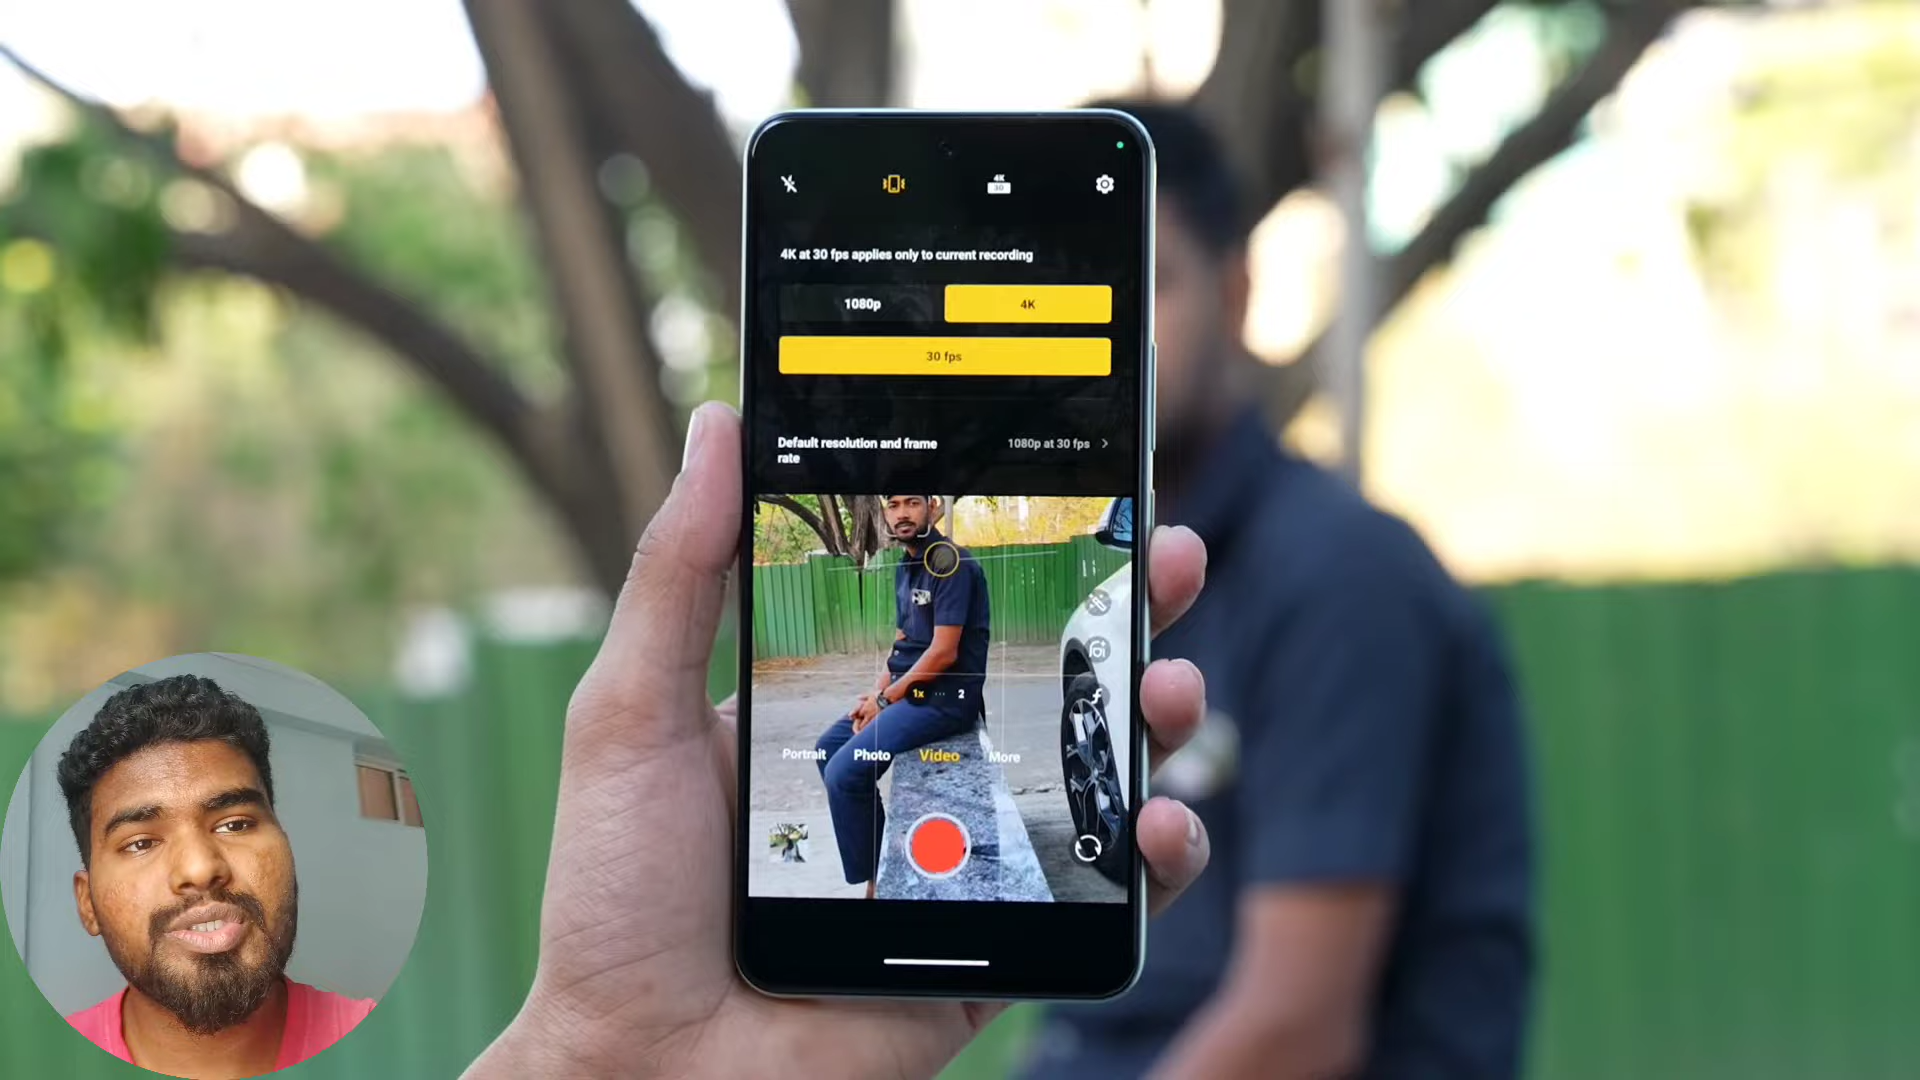 4K
30
4K at 30 fps applies only to current recording
1080p
4K
30 fps
Default resolution and frame
rate
1080p at 30 fps
1x
2
Portrait
Photo
Video
More